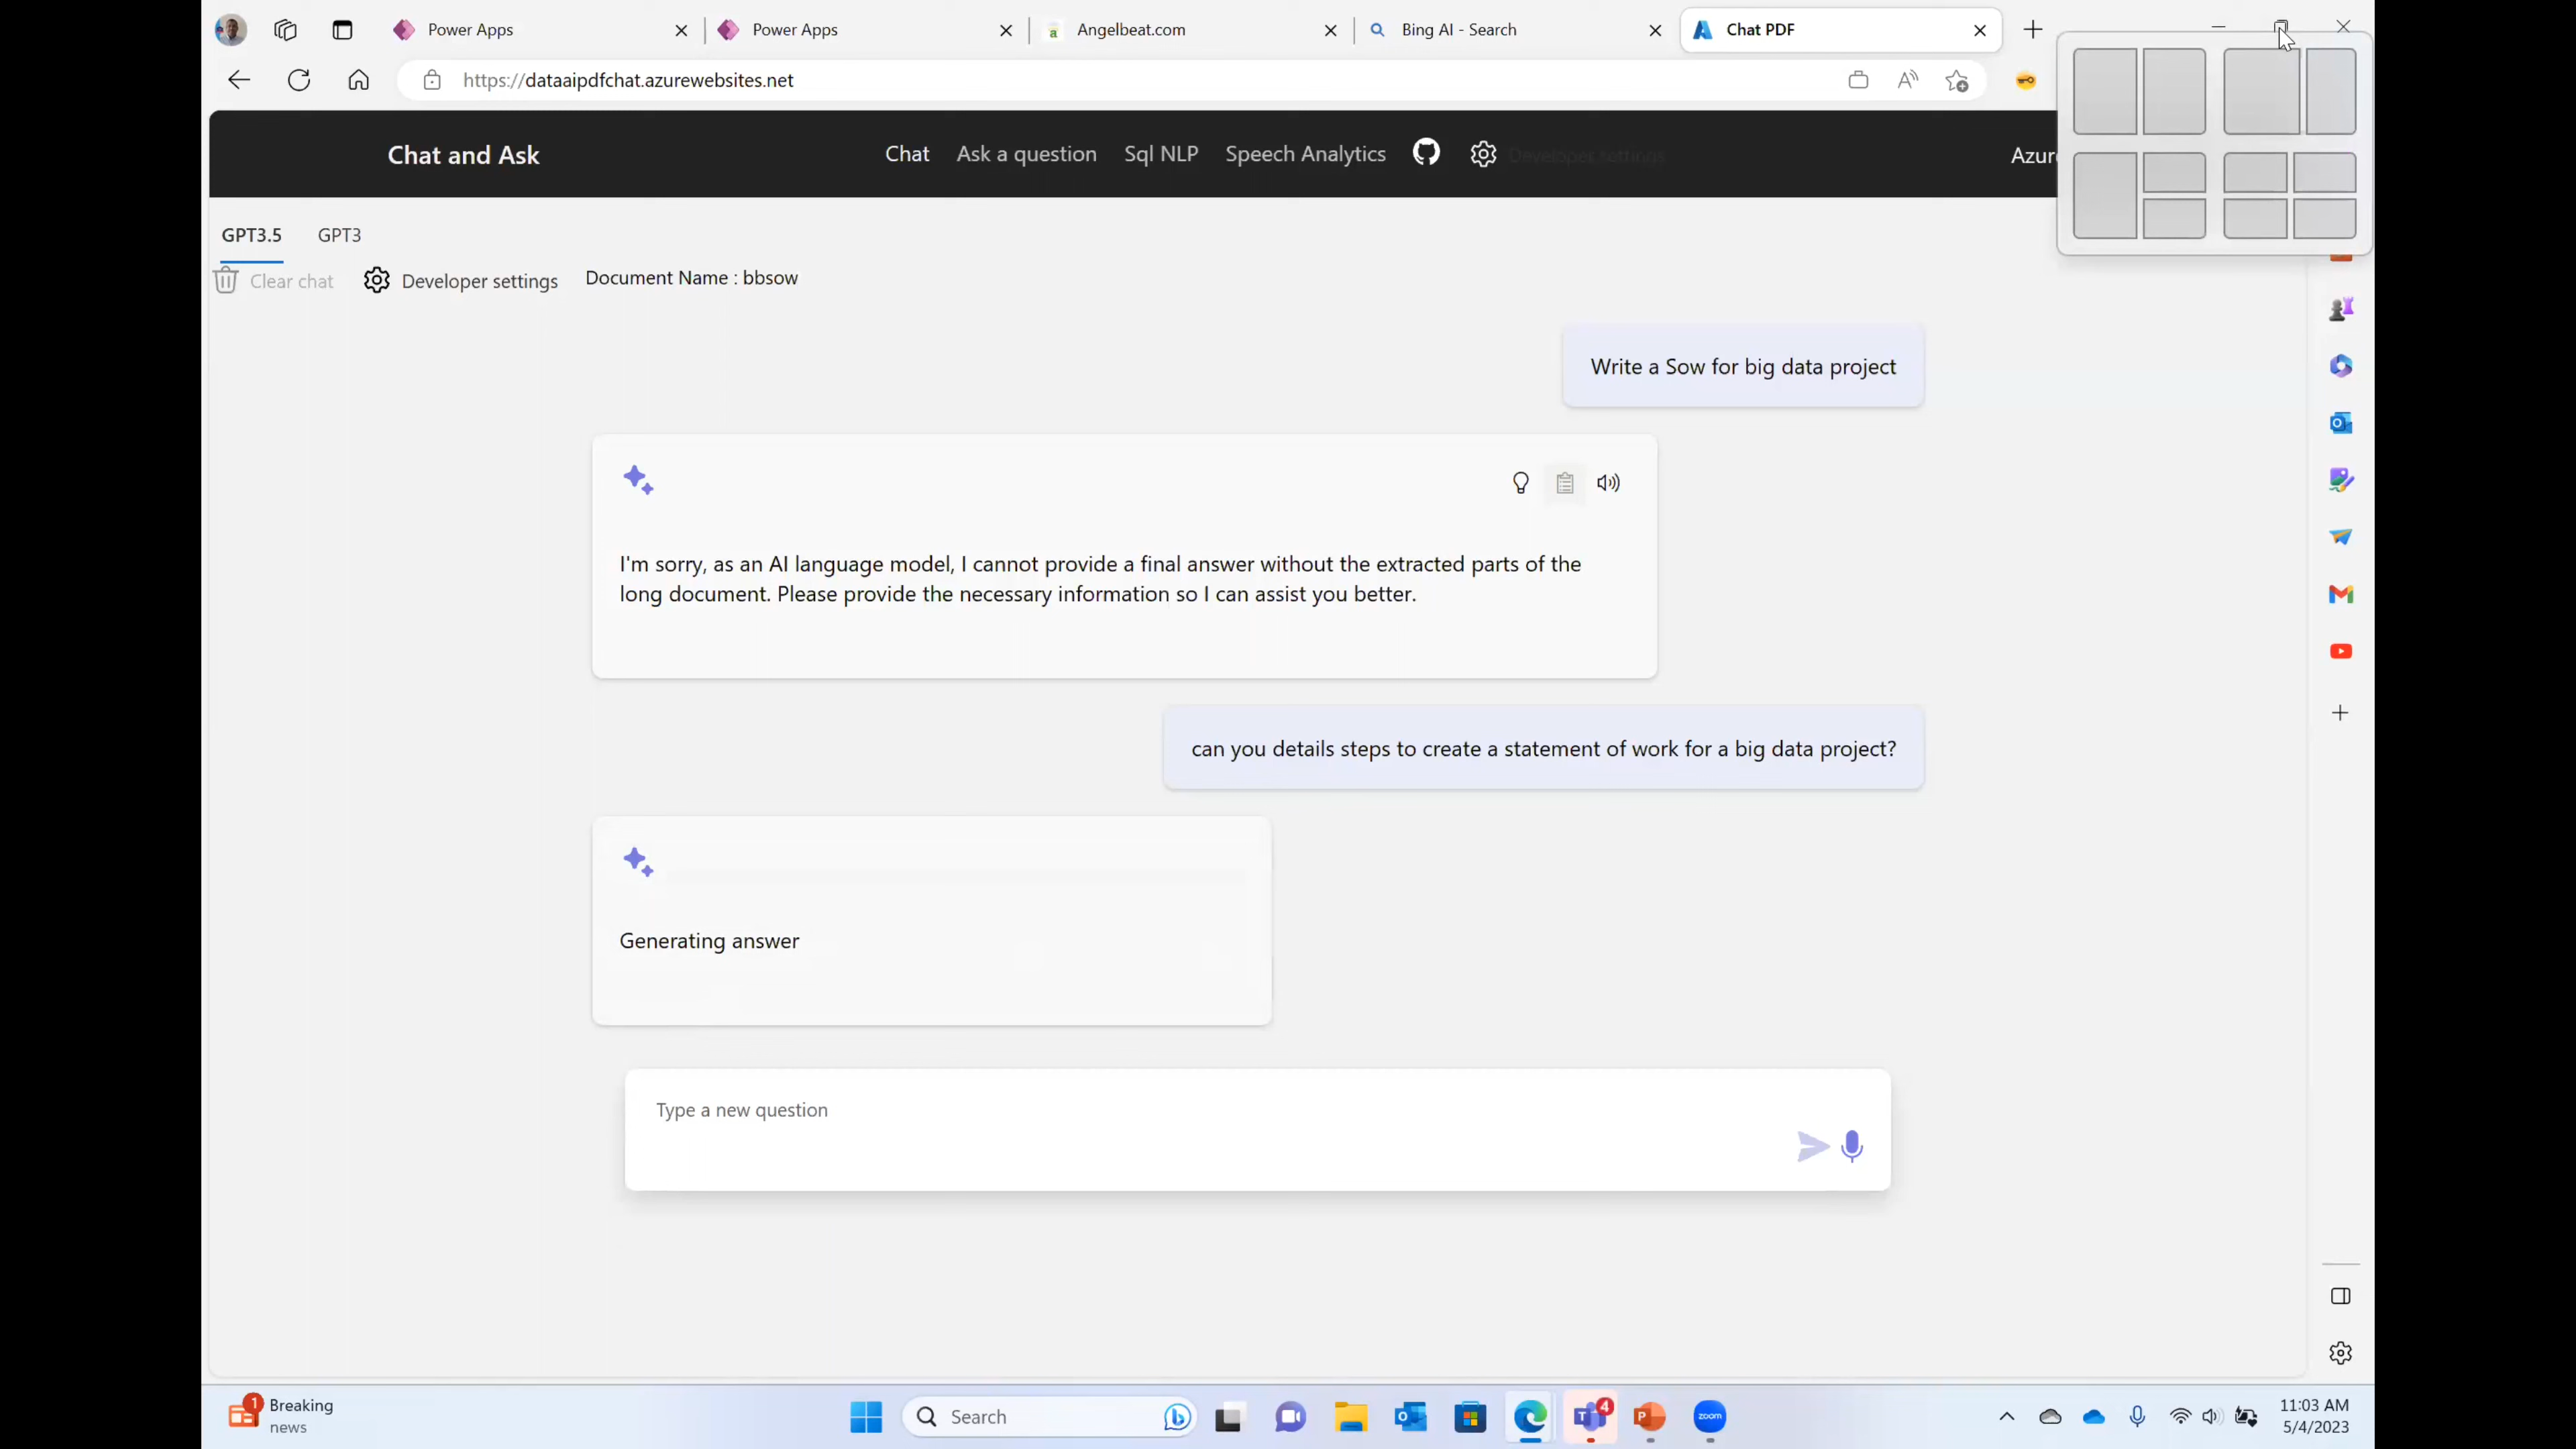 Power Apps
Power Apps
a Angelbeat.com
Bing AI - Search
Chat PDF
https://dataaipdfchat.azurewebsites.net
Chat and Ask
Chat
Ask a question
Sql NLP
Speech Analytics
Developer settings
Azur
GPT3.5
GPT3
Clear chat
Developer settings
Document Name : bbsow
Write a Sow for big data project
I'm sorry, as an AI language model, I cannot provide a final answer without the extracted parts of the
long document. Please provide the necessary information so I can assist you better.
can you details steps to create a statement of work for a big data project?
Generating answer
Type a new question
1
Breaking
news
Search
4
zoom
11:03 AM
5/4/2023